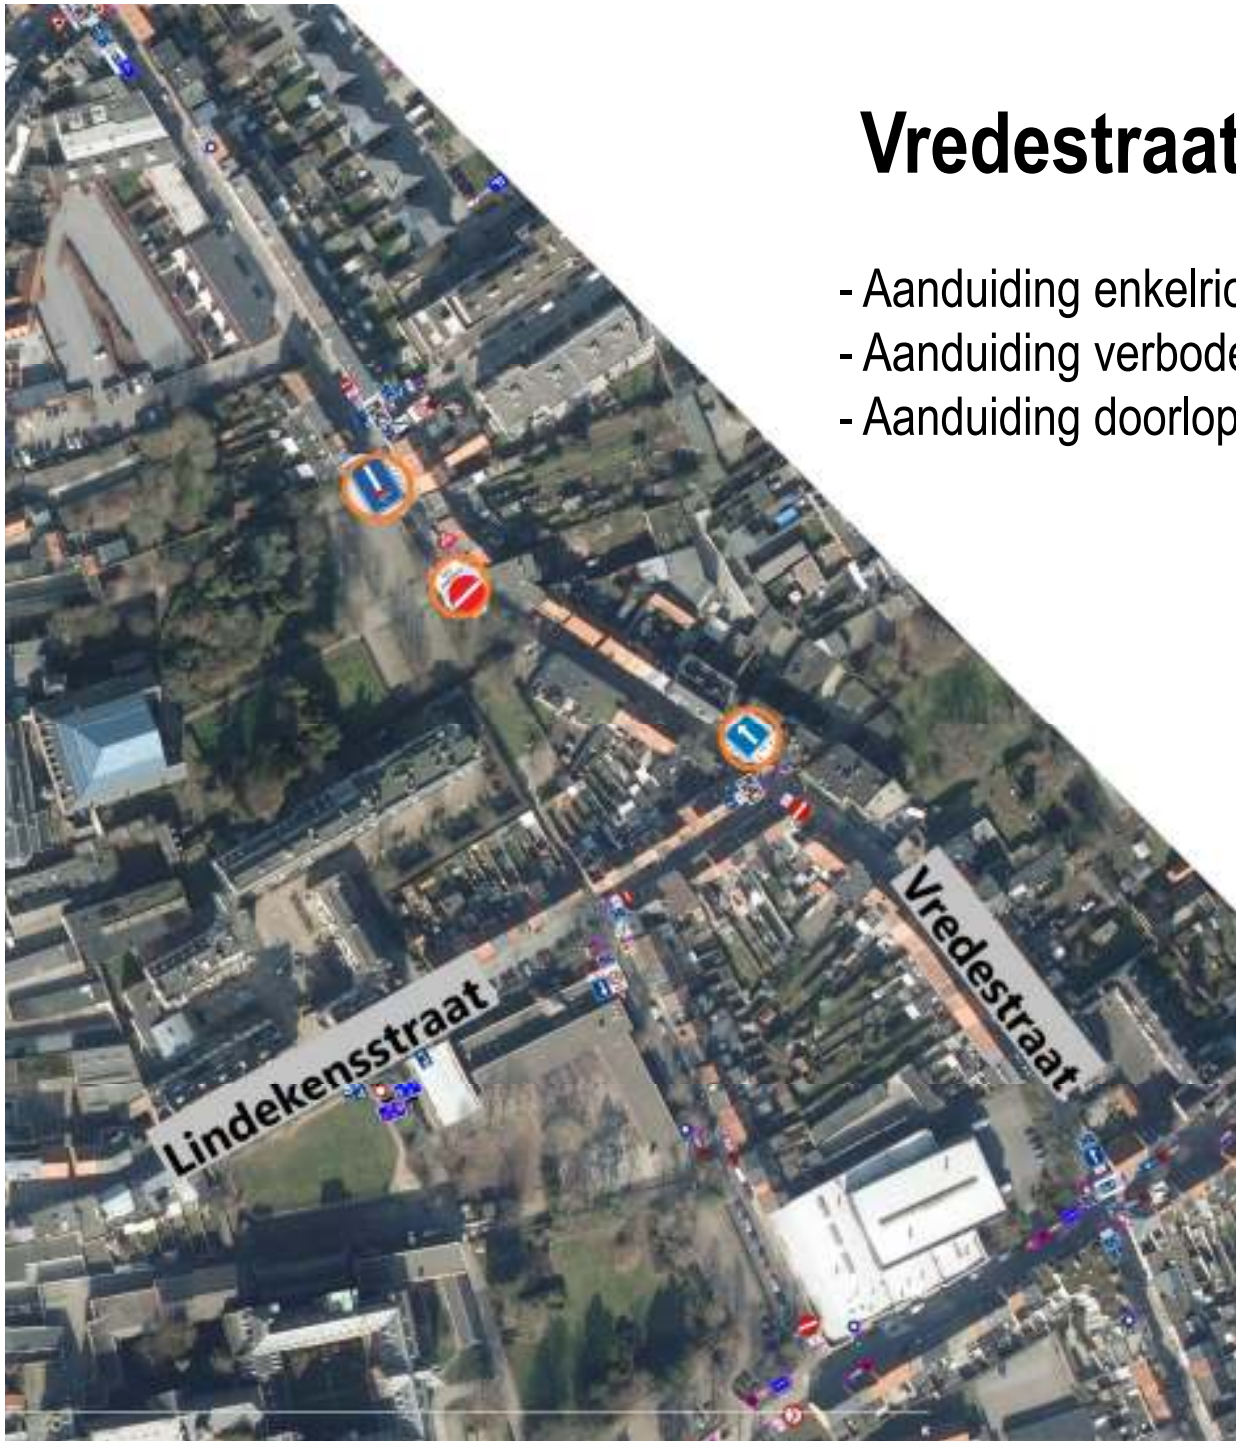 Vredestraat
- Aanduiding enkelric
- Aanduiding verbode
- Aanduiding doorlop
Vredestraat
Lindekensstraat